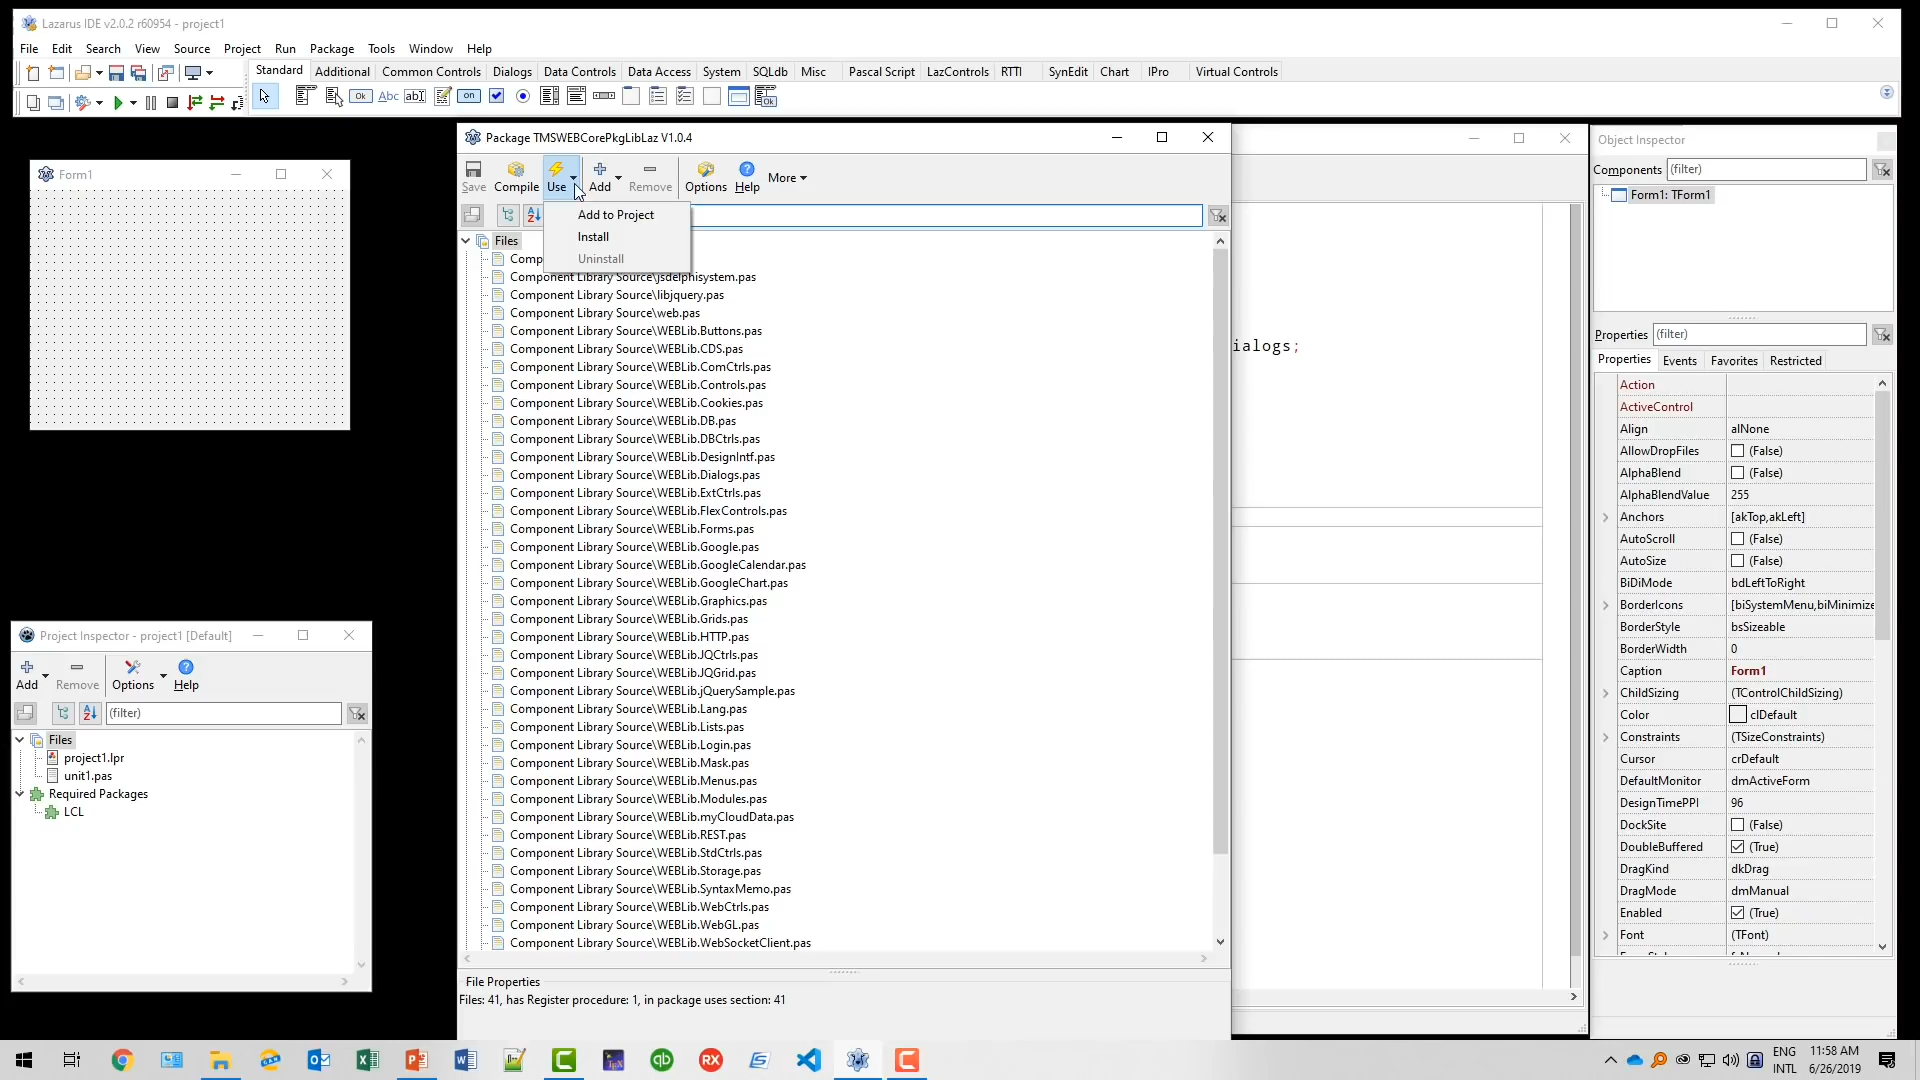 Lazarus IDE v2.0.2 r60954 - project1
File Edit Search View Source Project Run Package Tools Window Help
Standard Additional Common Controls Dialogs Data Controls Data Access System SQLdb Misc Pascal Script LazControls RTTI SynEdit Chart IPro Virtual Controls
Ok Abc abI on Ok
Form1
Package TMSWEBCorePkgLibLaz V1.0.4
Save Compile Use Add Remove Options Help More
Add to Project
Install
Uninstall
Files
Comp
Component Library Source\jsdelphisystem.pas
Component Library Source\libjquery.pas
Component Library Source\web.pas
Component Library Source\WEBLib.Buttons.pas
Component Library Source\WEBLib.CDS.pas
Component Library Source\WEBLib.ComCtrls.pas
Component Library Source\WEBLib.Controls.pas
Component Library Source\WEBLib.Cookies.pas
Component Library Source\WEBLib.DB.pas
Component Library Source\WEBLib.DBCtrls.pas
Component Library Source\WEBLib.DesignIntf.pas
Component Library Source\WEBLib.Dialogs.pas
Component Library Source\WEBLib.ExtCtrls.pas
Component Library Source\WEBLib.FlexControls.pas
Component Library Source\WEBLib.Forms.pas
Component Library Source\WEBLib.Google.pas
Component Library Source\WEBLib.GoogleCalendar.pas
Component Library Source\WEBLib.GoogleChart.pas
Component Library Source\WEBLib.Graphics.pas
Component Library Source\WEBLib.Grids.pas
Component Library Source\WEBLib.HTTP.pas
Component Library Source\WEBLib.JQCtrls.pas
Component Library Source\WEBLib.JQGrid.pas
Component Library Source\WEBLib.jQuerySample.pas
Component Library Source\WEBLib.Lang.pas
Component Library Source\WEBLib.Lists.pas
Component Library Source\WEBLib.Login.pas
Component Library Source\WEBLib.Mask.pas
Component Library Source\WEBLib.Menus.pas
Component Library Source\WEBLib.Modules.pas
Component Library Source\WEBLib.myCloudData.pas
Component Library Source\WEBLib.REST.pas
Component Library Source\WEBLib.StdCtrls.pas
Component Library Source\WEBLib.Storage.pas
Component Library Source\WEBLib.SyntaxMemo.pas
Component Library Source\WEBLib.WebCtrls.pas
Component Library Source\WEBLib.WebGL.pas
Component Library Source\WEBLib.WebSocketClient.pas
File Properties
Files: 41, has Register procedure: 1, in package uses section: 41
ialogs;
Project Inspector - project1 [Default]
Add Remove Options Help
(filter)
Files
project1.lpr
unit1.pas
Required Packages
LCL
Object Inspector
Components (filter)
Form1: TForm1
Properties (filter)
Properties Events Favorites Restricted
Action
ActiveControl
Align alNone
AllowDropFiles (False)
AlphaBlend (False)
AlphaBlendValue 255
Anchors [akTop,akLeft]
AutoScroll (False)
AutoSize (False)
BiDiMode bdLeftToRight
BorderIcons [biSystemMenu,biMinimize
BorderStyle bsSizeable
BorderWidth 0
Caption Form1
ChildSizing (TControlChildSizing)
Color clDefault
Constraints (TSizeConstraints)
Cursor crDefault
DefaultMonitor dmActiveForm
DesignTimePPI 96
DockSite (False)
DoubleBuffered (True)
DragKind dkDrag
DragMode dmManual
Enabled (True)
Font (TFont)
ENG
INTL
11:58 AM
6/26/2019